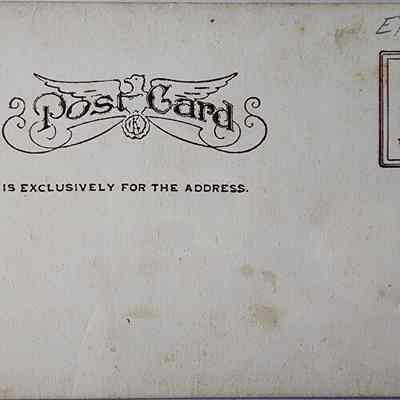 Post Card
IS EXCLUSIVELY FOR THE ADDRESS.